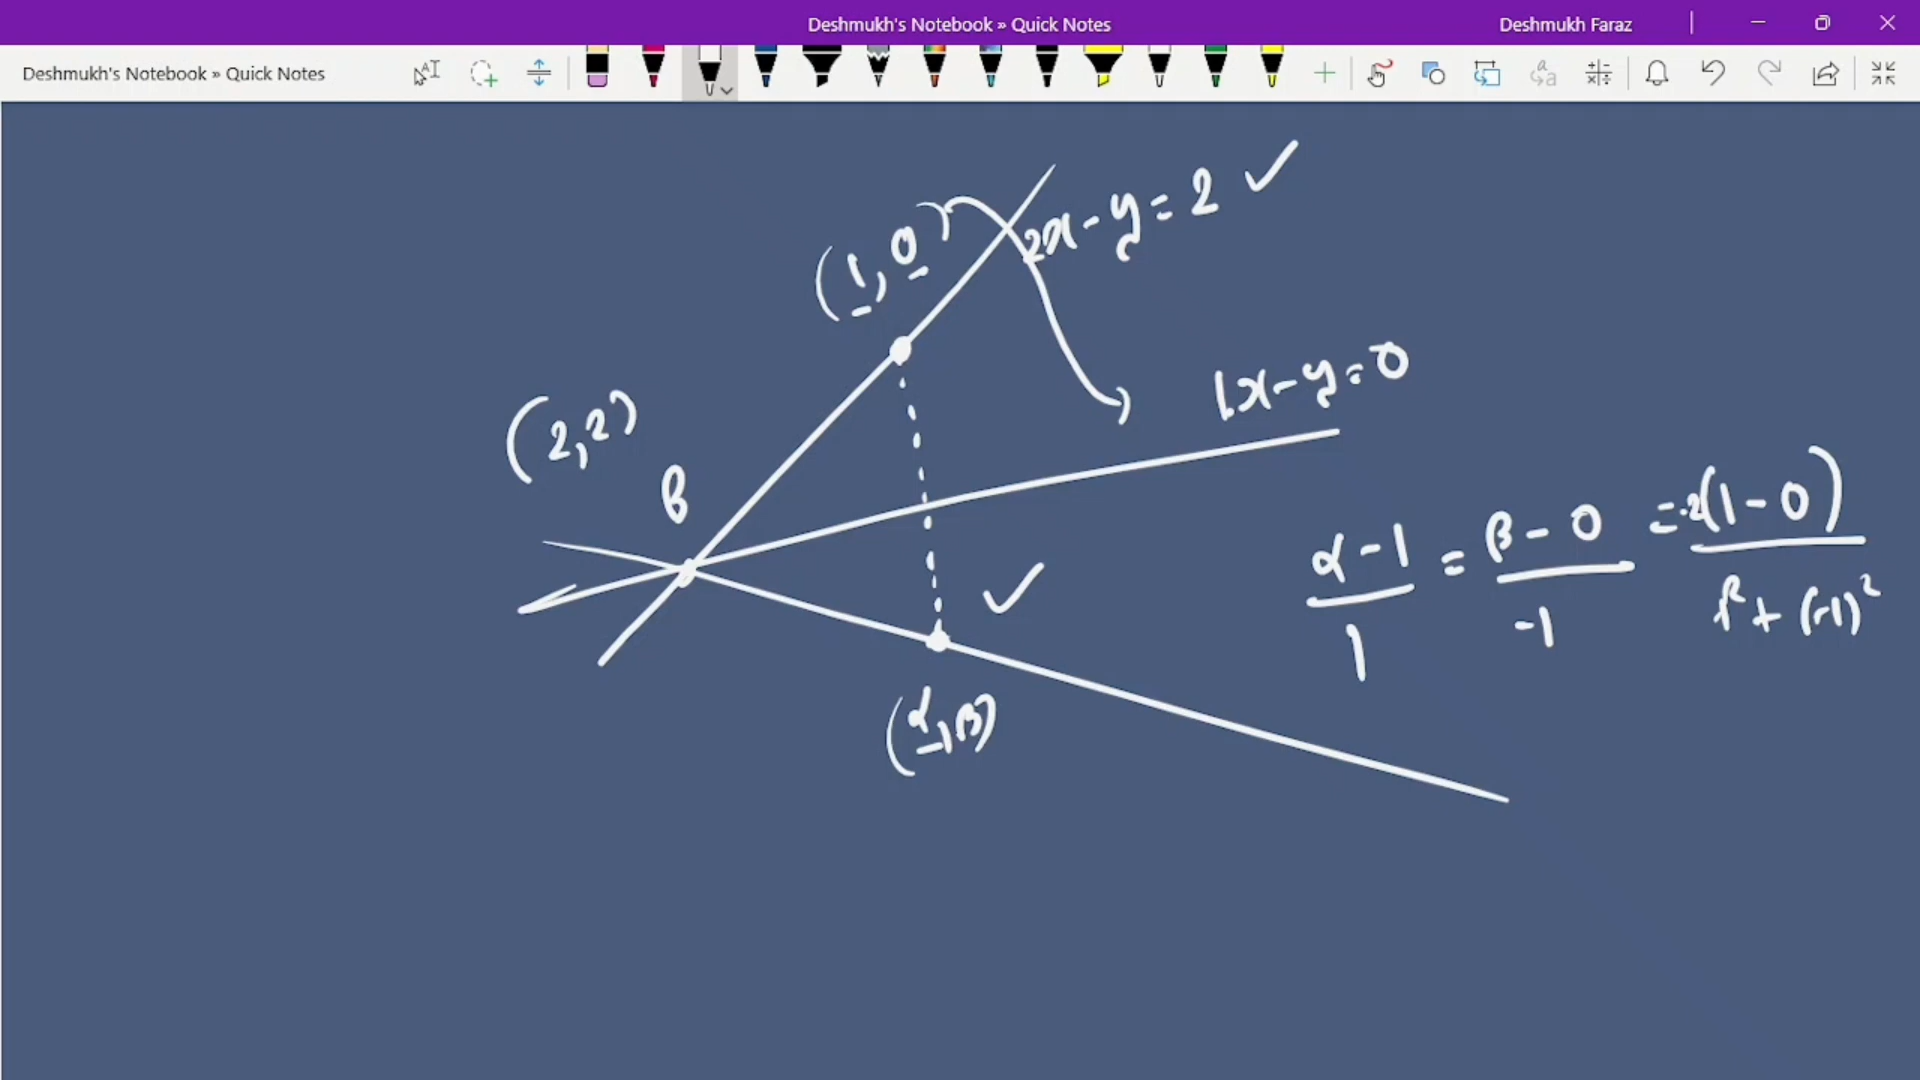 Deshmukh's Notebook » Quick Notes
Deshmukh Faraz
Deshmukh's Notebook » Quick Notes
(1, 0)
2x - y = 2 ✓
1x - y = 0
(2, 2)
B
✓
(α, β)
α - 1 / 1 = β - 0 / -1 = -2(1 - 0) / 1² + (-1)²